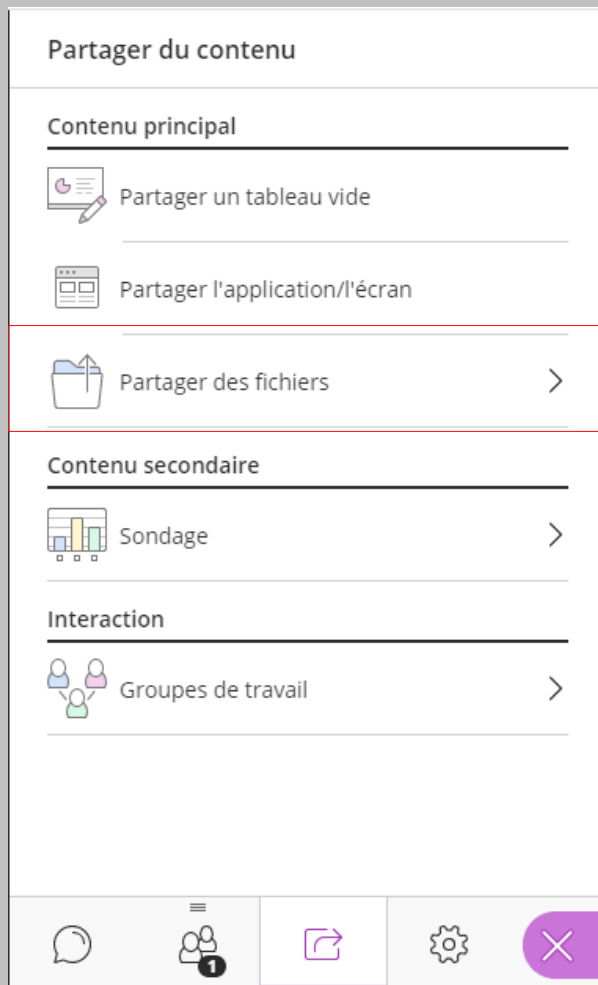 Partager du contenu
Contenu principal
Partager un tableau vide
Partager l'application/l'écran
Partager des fichiers
Contenu secondaire
Sondage
Interaction
Groupes de travail
1